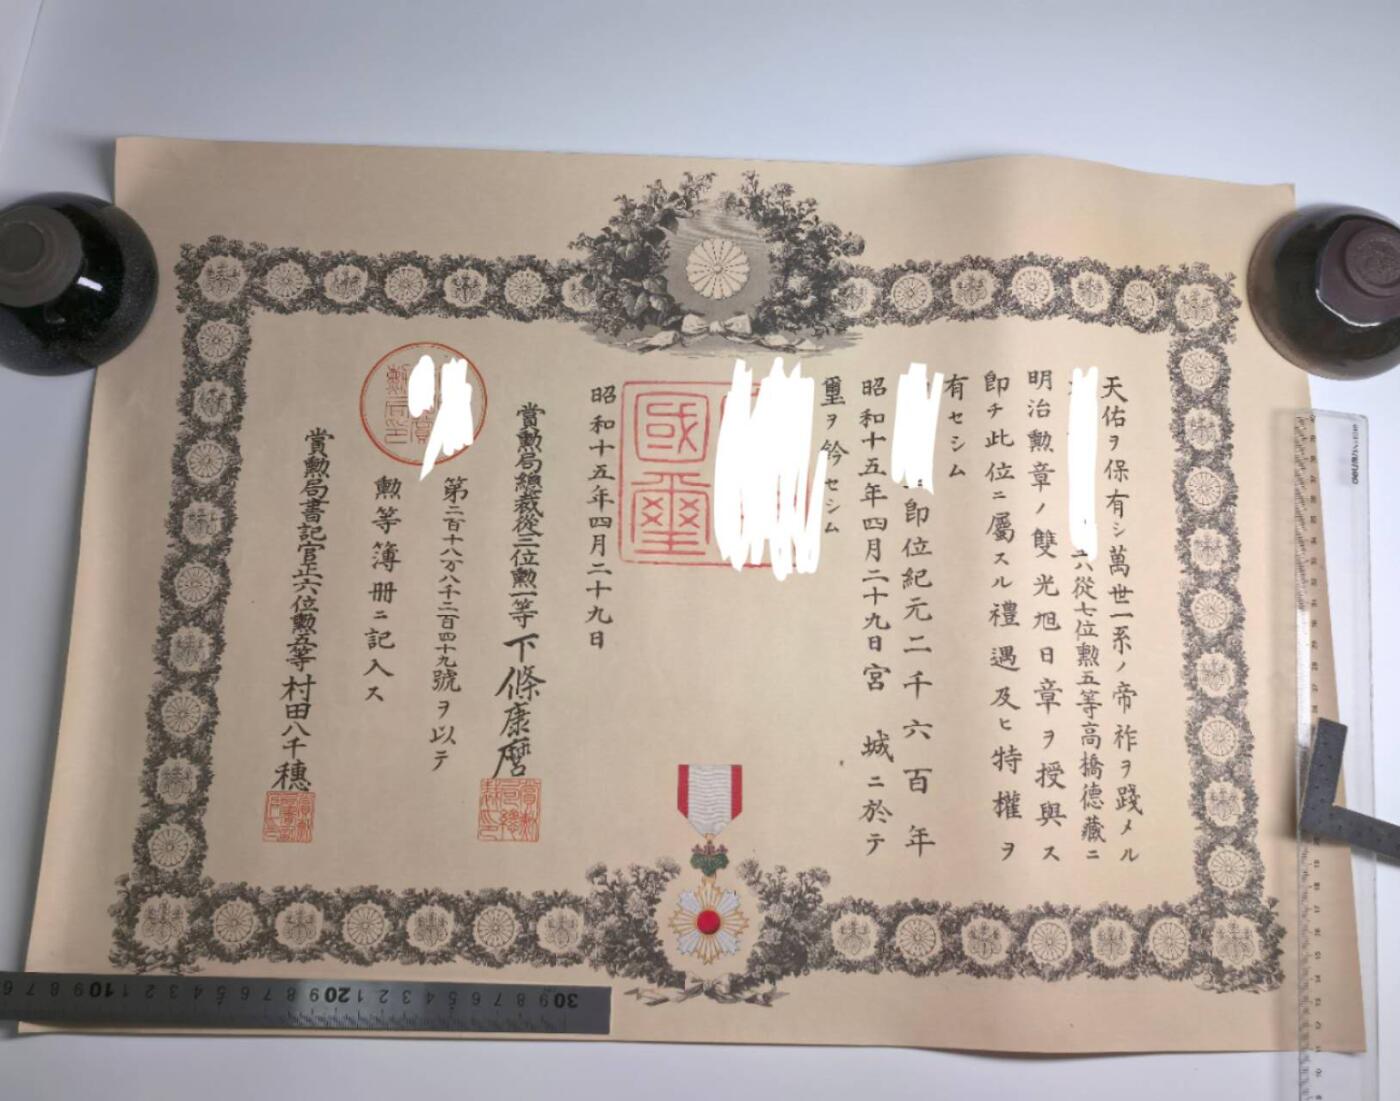 天佑ヲ保有シ萬世一系ノ帝祚ヲ踐メル
從七位勲五等高橋德藏ニ
明治勲章ノ雙光旭日章ヲ授與ス
卽チ此位ニ屬スル禮遇及ヒ特權ヲ
有セシム
卽位紀元二千六百年
昭和十五年四月二十九日宮城ニ於テ
璽ヲ鈐セシム
國璽
昭和十五年四月二十九日
賞勲局總裁從三位勲一等下條康麿
第二百十八万八千二百四十九號ヲ以テ
勲等簿册ニ記入ス
賞勲局書記官正六位勲五等村田八千穗